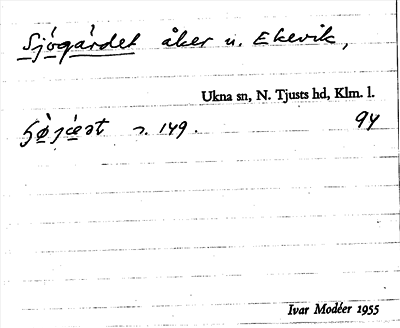 Sjögärdet åker u. Ekevik,
Ukna sn, N. Tjusts hd, Klm. l.
s. 149. 94
Ivar Modéer 1955